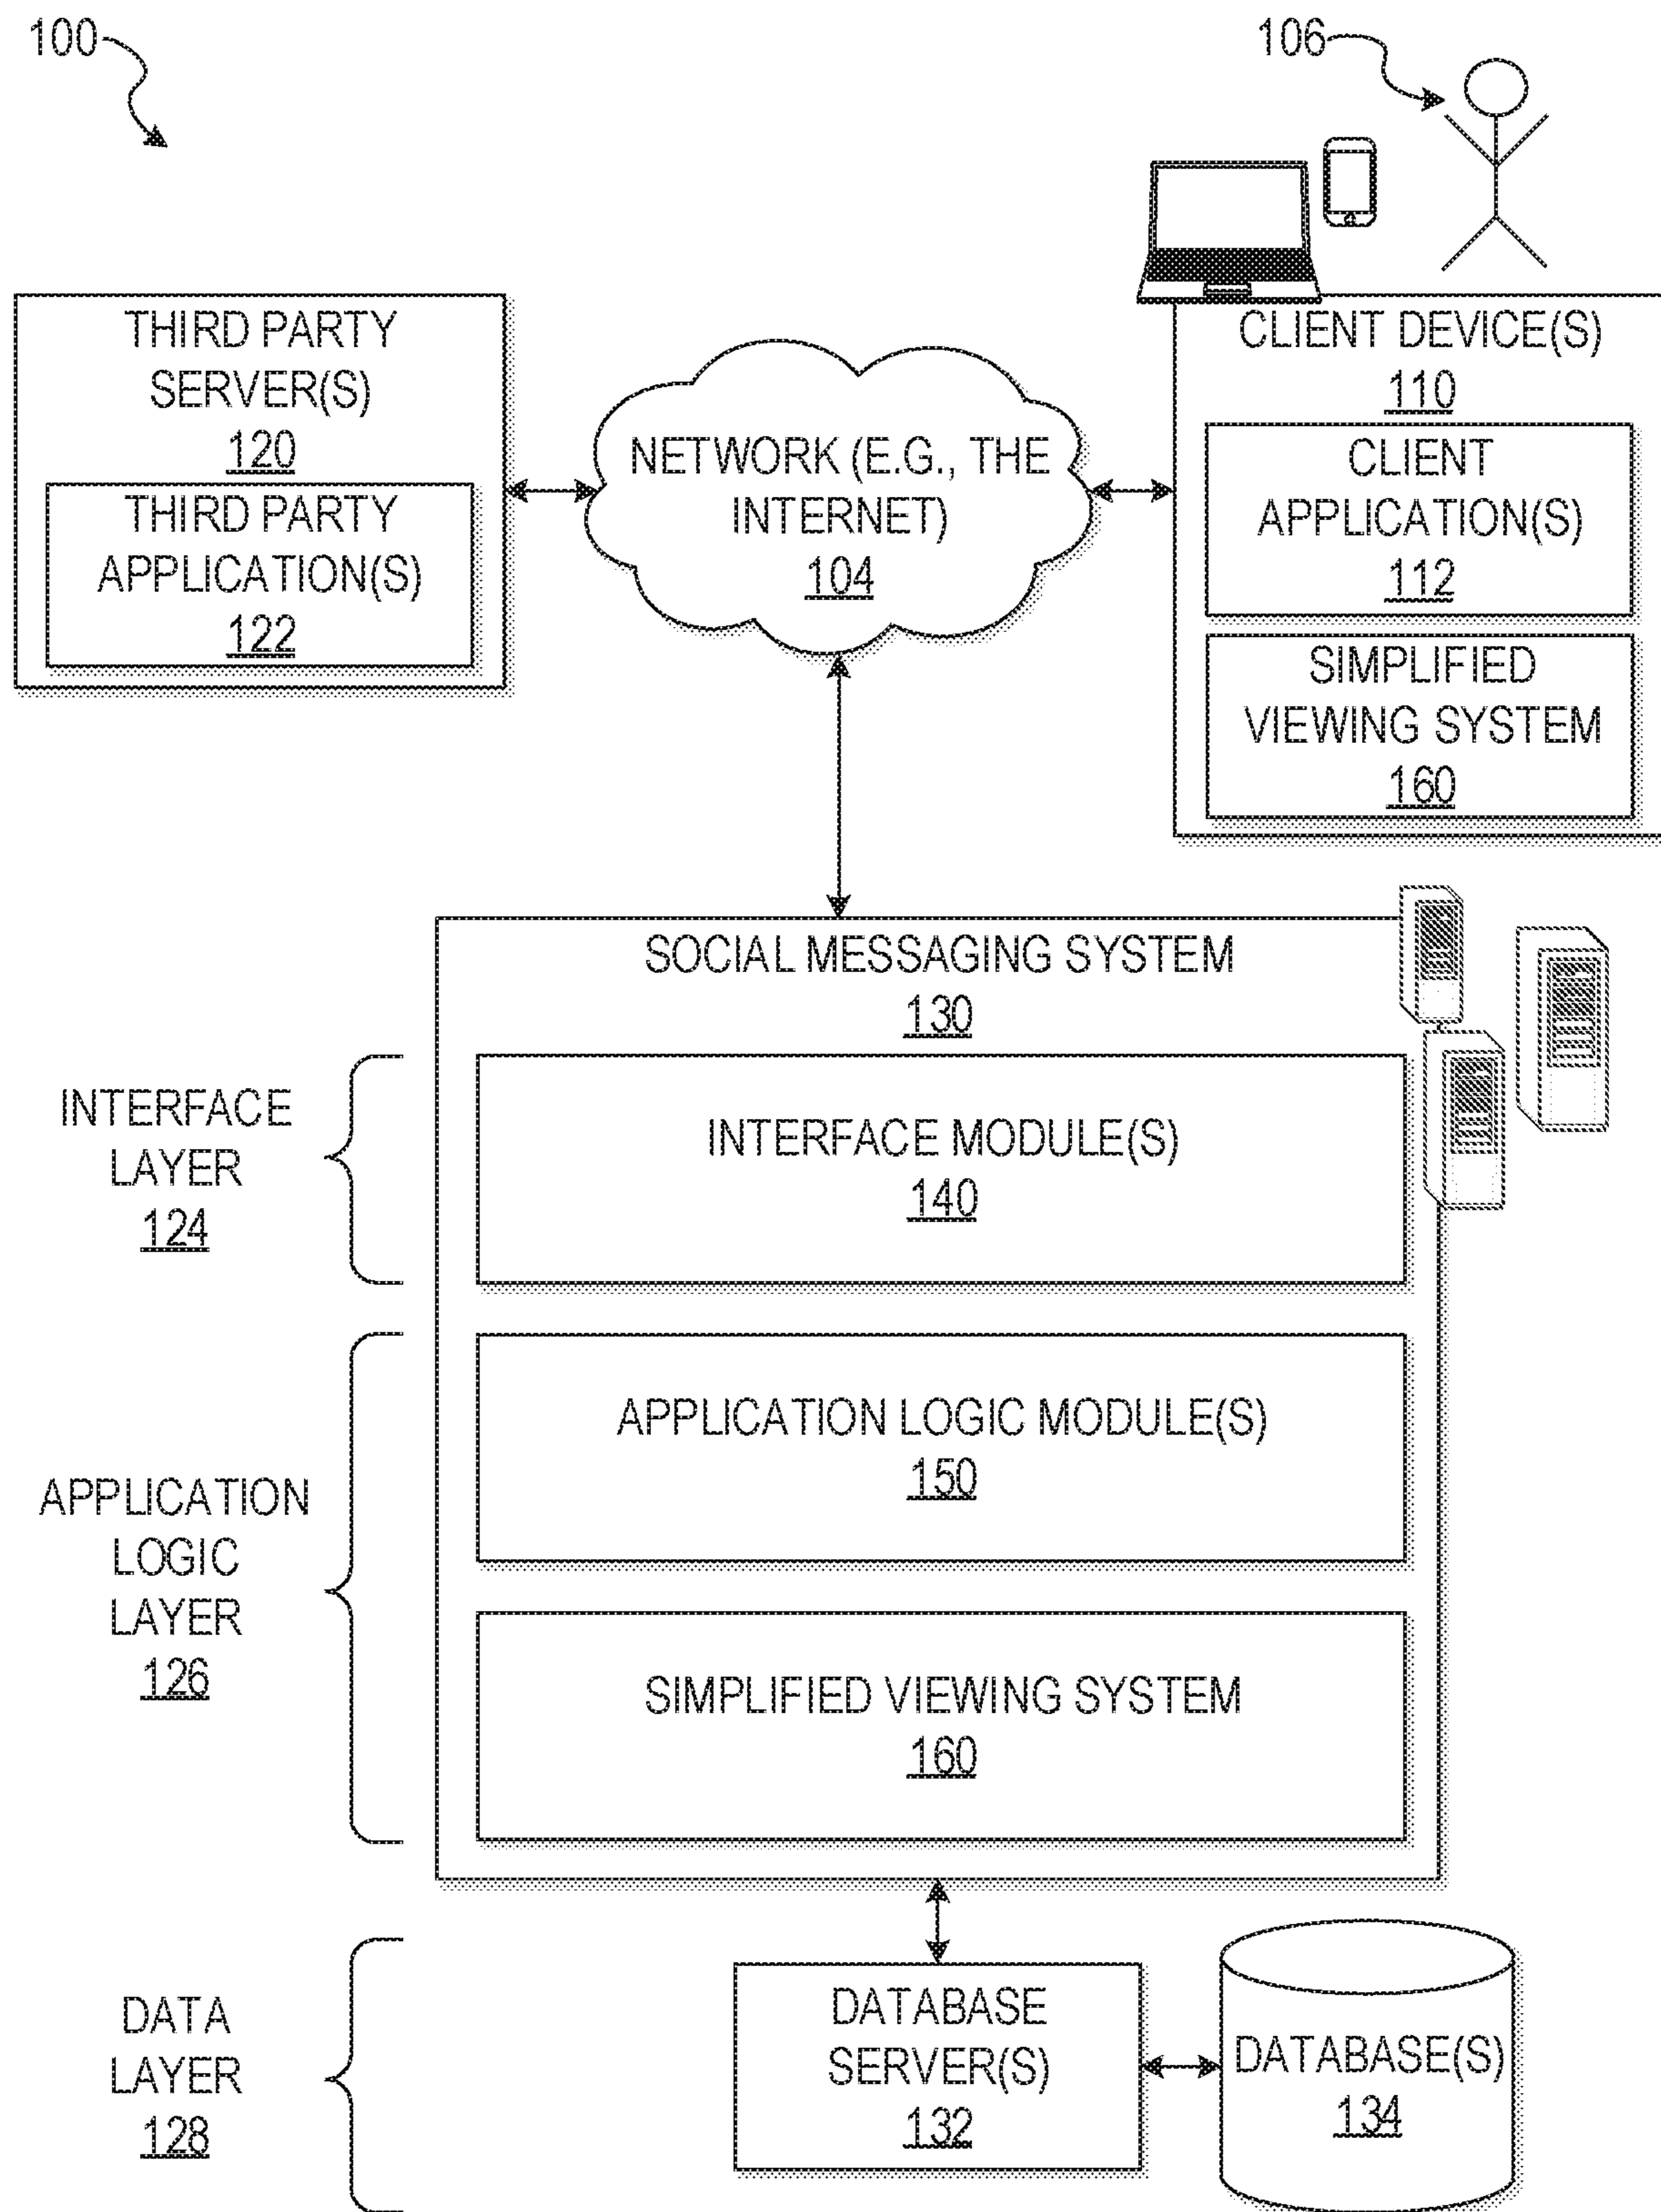 100
106
THIRD PARTY
SERVER(S)
120
THIRD PARTY
APPLICATION(S)
122
NETWORK (E.G., THE
INTERNET)
104
CLIENT DEVICE(S)
110
CLIENT
APPLICATION(S)
112
SIMPLIFIED
VIEWING SYSTEM
160
SOCIAL MESSAGING SYSTEM
130
INTERFACE
LAYER
124
INTERFACE MODULE(S)
140
APPLICATION
LOGIC
LAYER
126
APPLICATION LOGIC MODULE(S)
150
SIMPLIFIED VIEWING SYSTEM
160
DATA
LAYER
128
DATABASE
SERVER(S)
132
DATABASE(S)
134